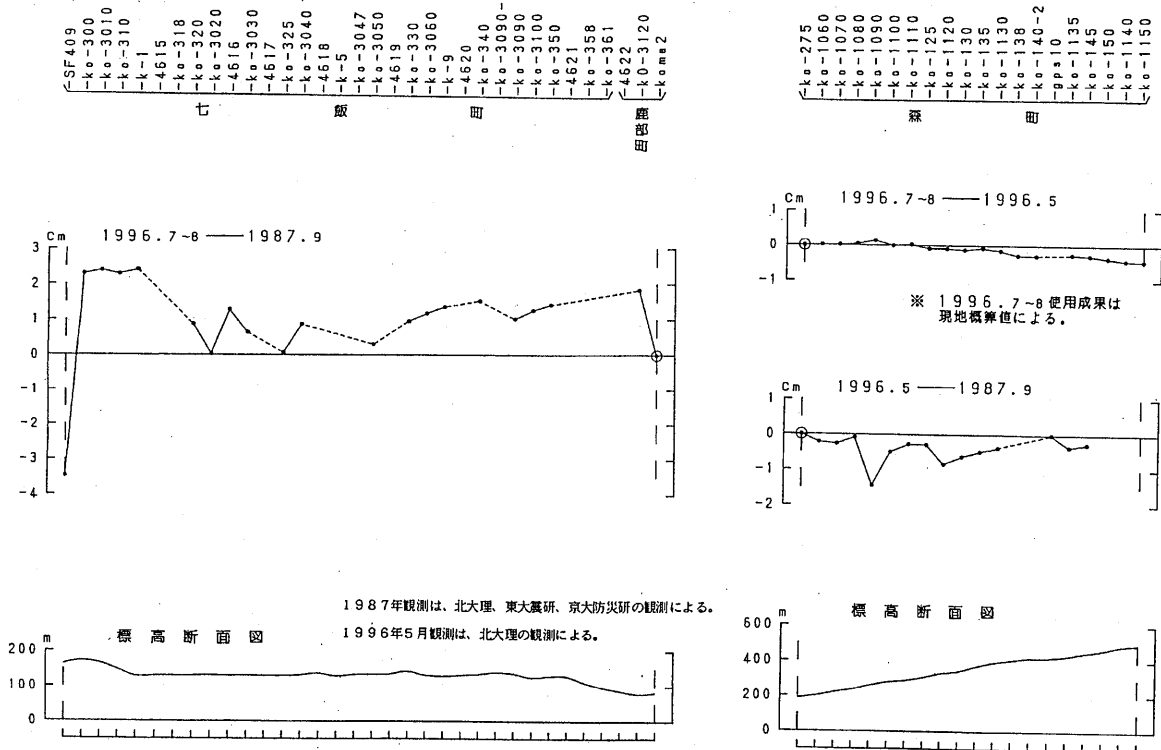 SF409
ko-300
ko-3010
ko-310
k-1
4615
ko-318
ko-320
ko-3020
4616
ko-3030
4617
ko-325
ko-3040
4618
k-5
ko-3047
ko-3050
4619
ko-330
ko-3060
k-9
4620
ko-340
ko-3090-
ko-3090
ko-3100
ko-350
4621
ko-358
ko-361
4622
kO-3120
koma2
七飯町
鹿部町
ko-275
ko-1060
ko-1070
ko-1080
ko-1090
ko-1100
ko-1110
ko-125
ko-1120
ko-130
ko-135
ko-1130
ko-138
ko-140-2
gps10
ko-1135
ko-145
ko-150
ko-1140
ko-1150
森町
Cm 1996.7~8 ── 1987.9
3
2
1
0
-1
-2
-3
-4
Cm 1996.7~8 ── 1996.5
1
0
-1
※ 1996.7~8使用成果は
現地概算値による。
Cm 1996.5 ── 1987.9
1
0
-1
-2
1987年観測は、北大理、東大震研、京大防災研の観測による。
1996年5月観測は、北大理の観測による。
m 標高断面図
200
100
0
m 標高断面図
600
400
200
0